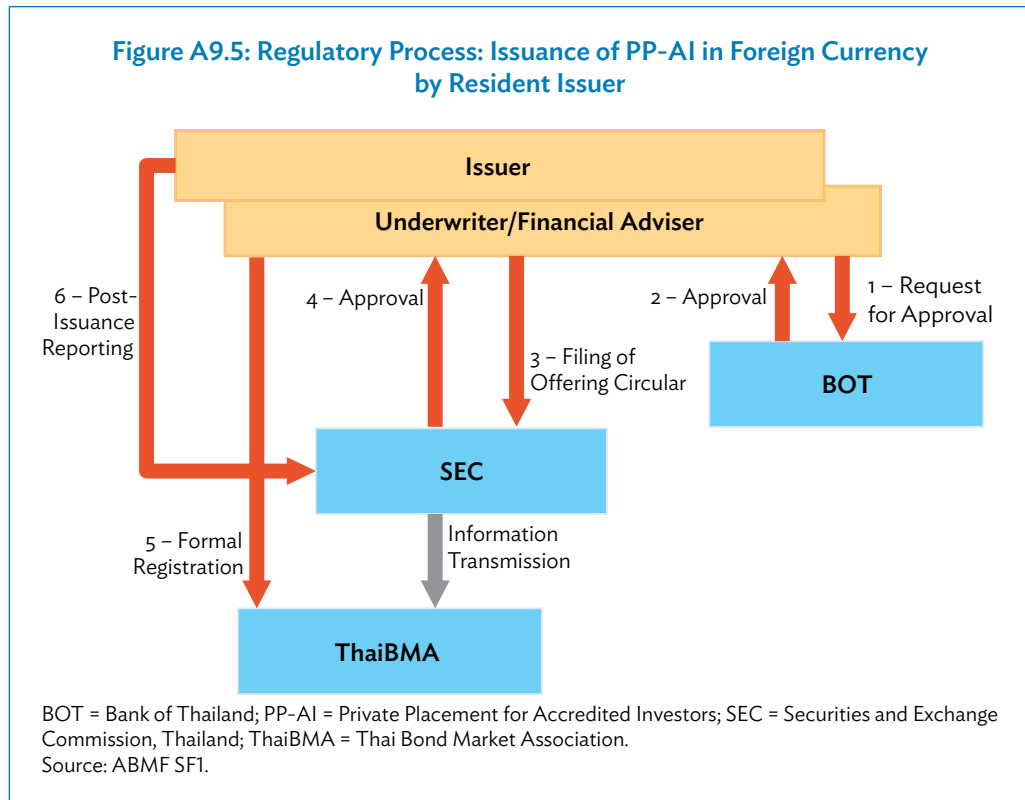 Figure A9.5: Regulatory Process: Issuance of PP-AI in Foreign Currency
by Resident Issuer
Issuer
Underwriter/Financial Adviser
6 – Post-
Issuance
Reporting
4 – Approval
2 – Approval
1 – Request
for Approval
3 – Filing of
Offering Circular
BOT
SEC
5 – Formal
Registration
Information
Transmission
ThaiBMA
BOT = Bank of Thailand; PP-AI = Private Placement for Accredited Investors; SEC = Securities and Exchange
Commission, Thailand; ThaiBMA = Thai Bond Market Association.
Source: ABMF SF1.